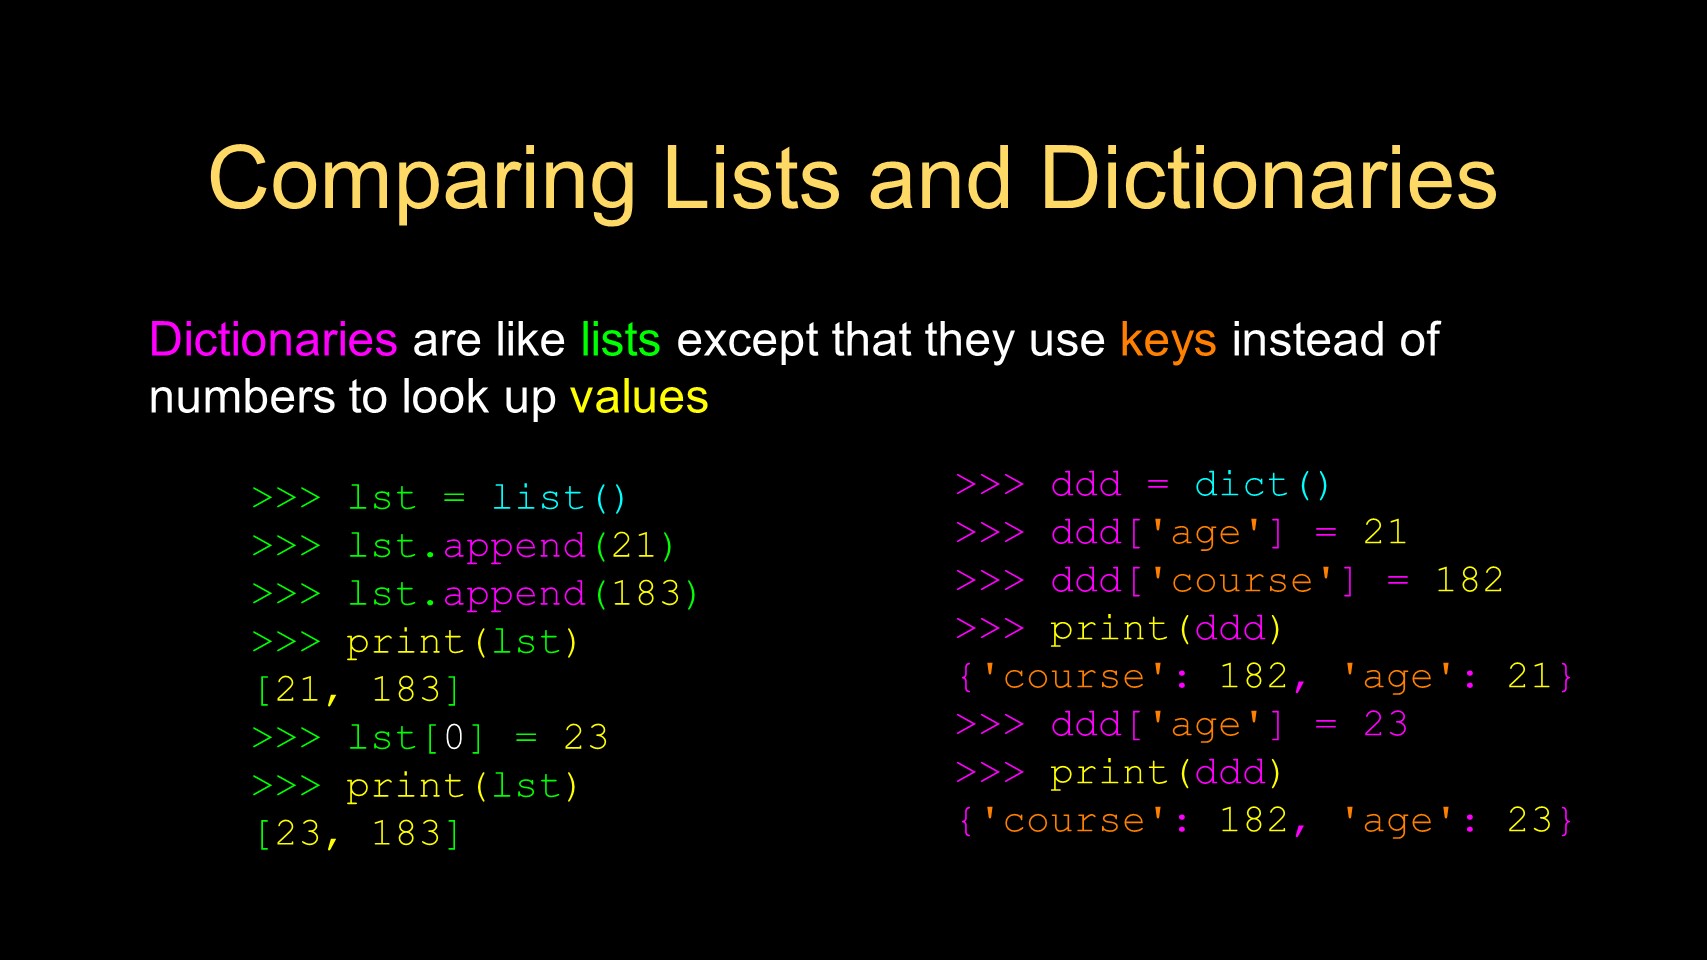 Comparing Lists and Dictionaries
Dictionaries are like lists except that they use keys instead of
numbers to look up values
>>> lst = list()
>>> lst.append(21)
>>> lst.append(183)
>>> print(lst)
[21, 183]
>>> lst[0] = 23
>>> print(lst)
[23, 183]
>>> ddd = dict()
>>> ddd['age'] = 21
>>> ddd['course'] = 182
>>> print(ddd)
{'course': 182, 'age': 21}
>>> ddd['age'] = 23
>>> print(ddd)
{'course': 182, 'age': 23}